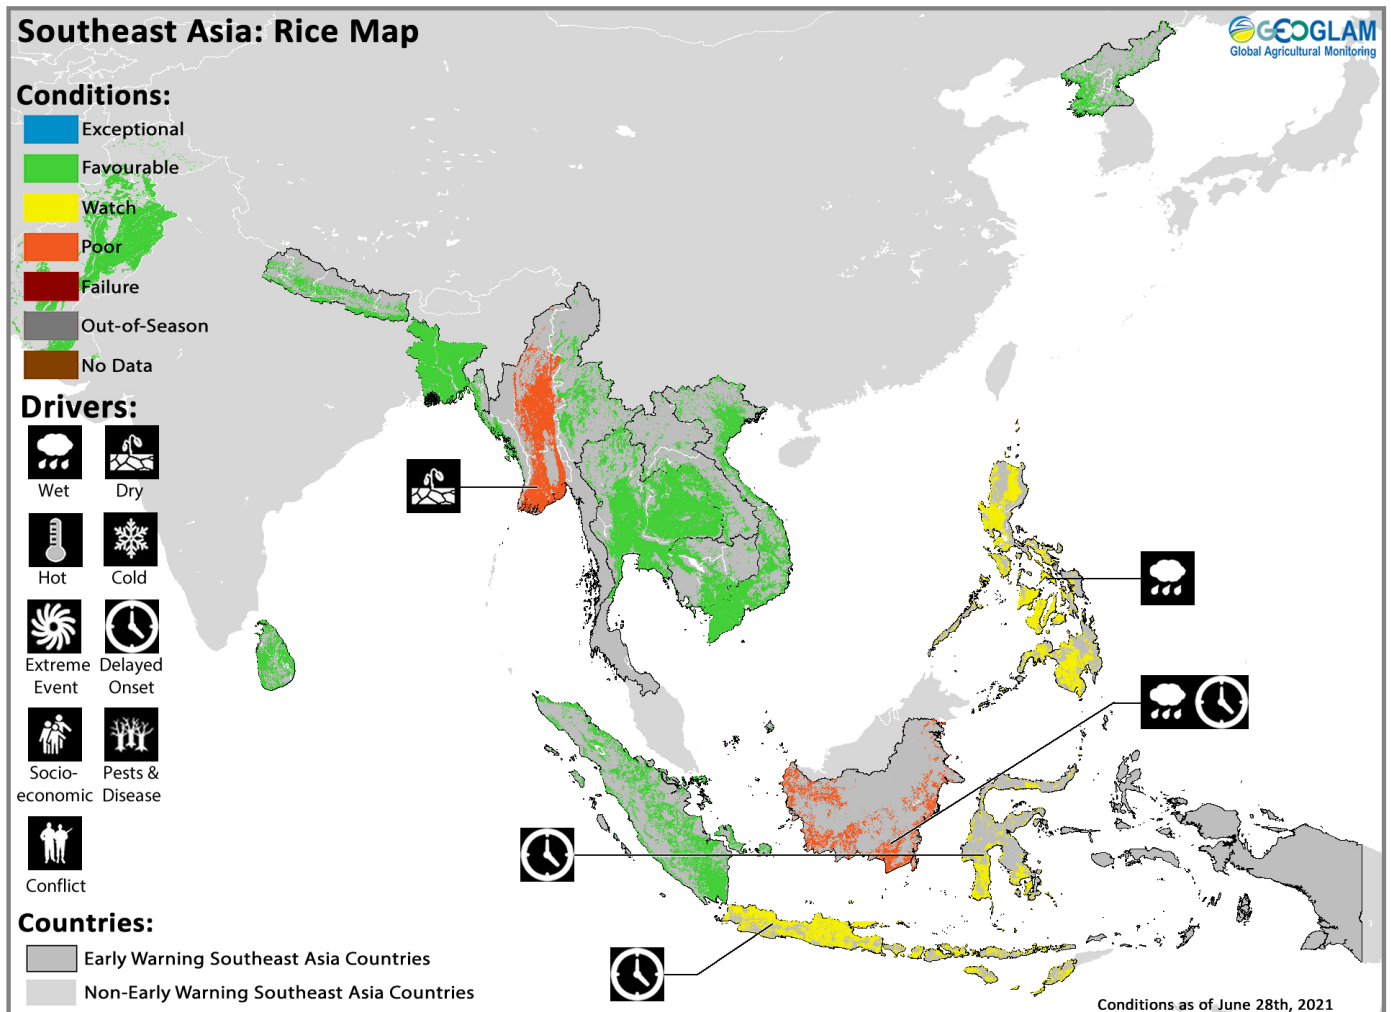 Southeast Asia: Rice Map
GEOGLAM
Global Agricultural Monitoring
Conditions:
Exceptional
Favourable
Watch
Poor
Failure
Out-of-Season
No Data
Drivers:
Wet
Dry
Hot
Cold
Extreme Event
Delayed Onset
Socio-economic
Pests & Disease
Conflict
Countries:
Early Warning Southeast Asia Countries
Non-Early Warning Southeast Asia Countries
Conditions as of June 28th, 2021